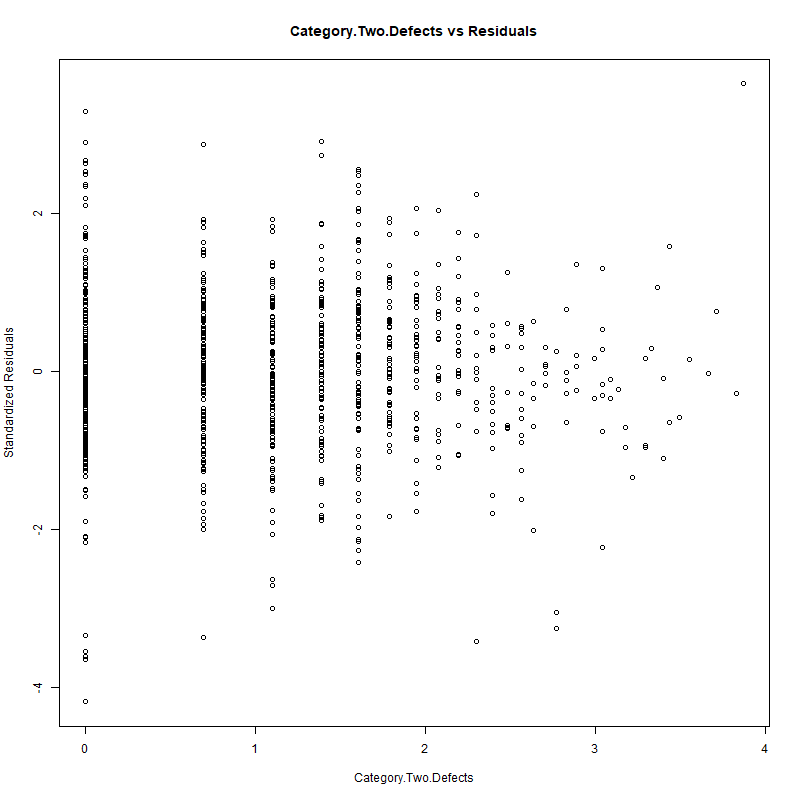 Category.Two.Defects vs Residuals
Standardized Residuals
2
0
-2
-4
0 1 2 3 4
Category.Two.Defects